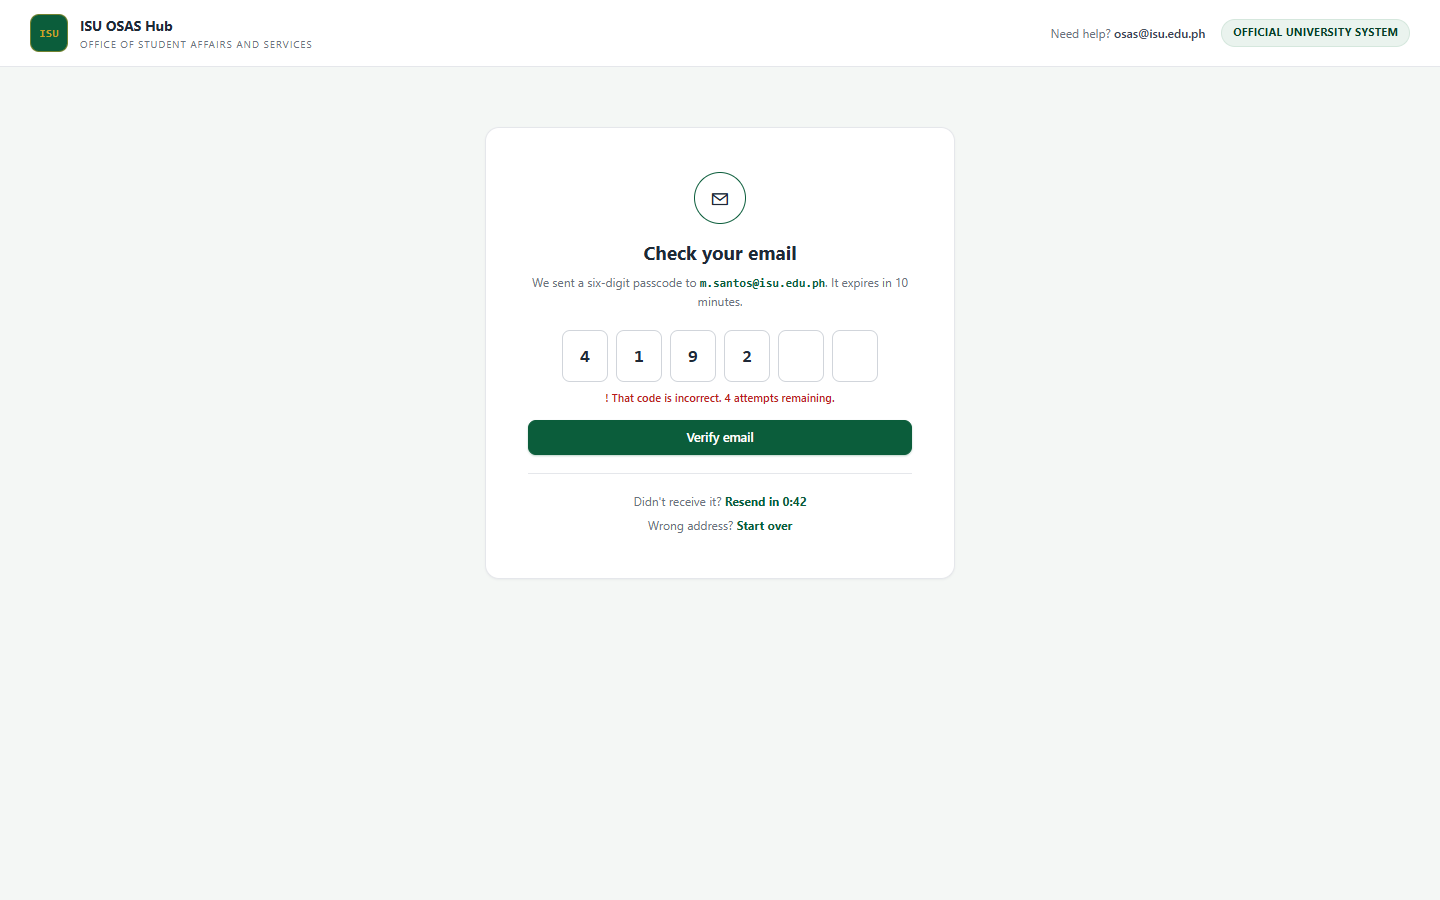 ISU
ISU OSAS Hub
OFFICE OF STUDENT AFFAIRS AND SERVICES
Need help? osas@isu.edu.ph
OFFICIAL UNIVERSITY SYSTEM
Check your email
We sent a six-digit passcode to m.santos@isu.edu.ph. It expires in 10
minutes.
4 1 9 2
! That code is incorrect. 4 attempts remaining.
Verify email
Didn't receive it? Resend in 0:42
Wrong address? Start over